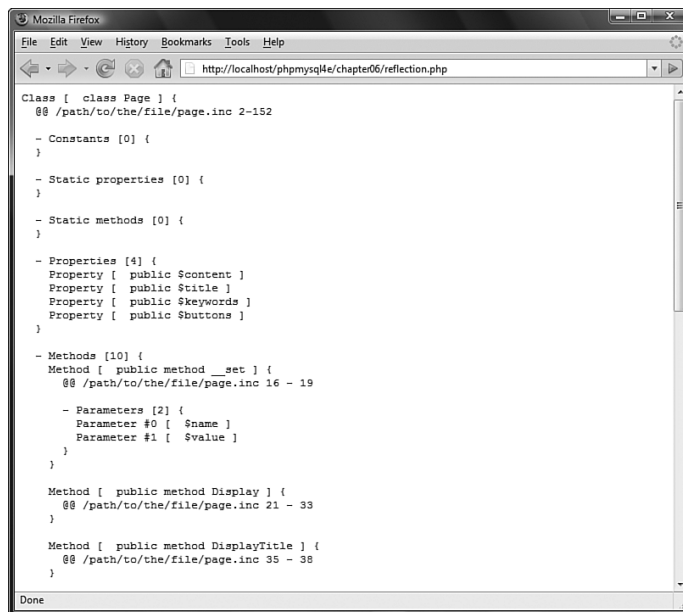 Mozilla Firefox
File Edit View History Bookmarks Tools Help
http://localhost/phpmysql4e/chapter06/reflection.php
Class [  class Page ] {
  @@ /path/to/the/file/page.inc 2-152

  - Constants [0] {
  }

  - Static properties [0] {
  }

  - Static methods [0] {
  }

  - Properties [4] {
    Property [  public $content ]
    Property [  public $title ]
    Property [  public $keywords ]
    Property [  public $buttons ]
  }

  - Methods [10] {
    Method [  public method __set ] {
      @@ /path/to/the/file/page.inc 16 - 19

      - Parameters [2] {
        Parameter #0 [  $name ]
        Parameter #1 [  $value ]
      }
    }

    Method [  public method Display ] {
      @@ /path/to/the/file/page.inc 21 - 33
    }

    Method [  public method DisplayTitle ] {
      @@ /path/to/the/file/page.inc 35 - 38
    }
Done